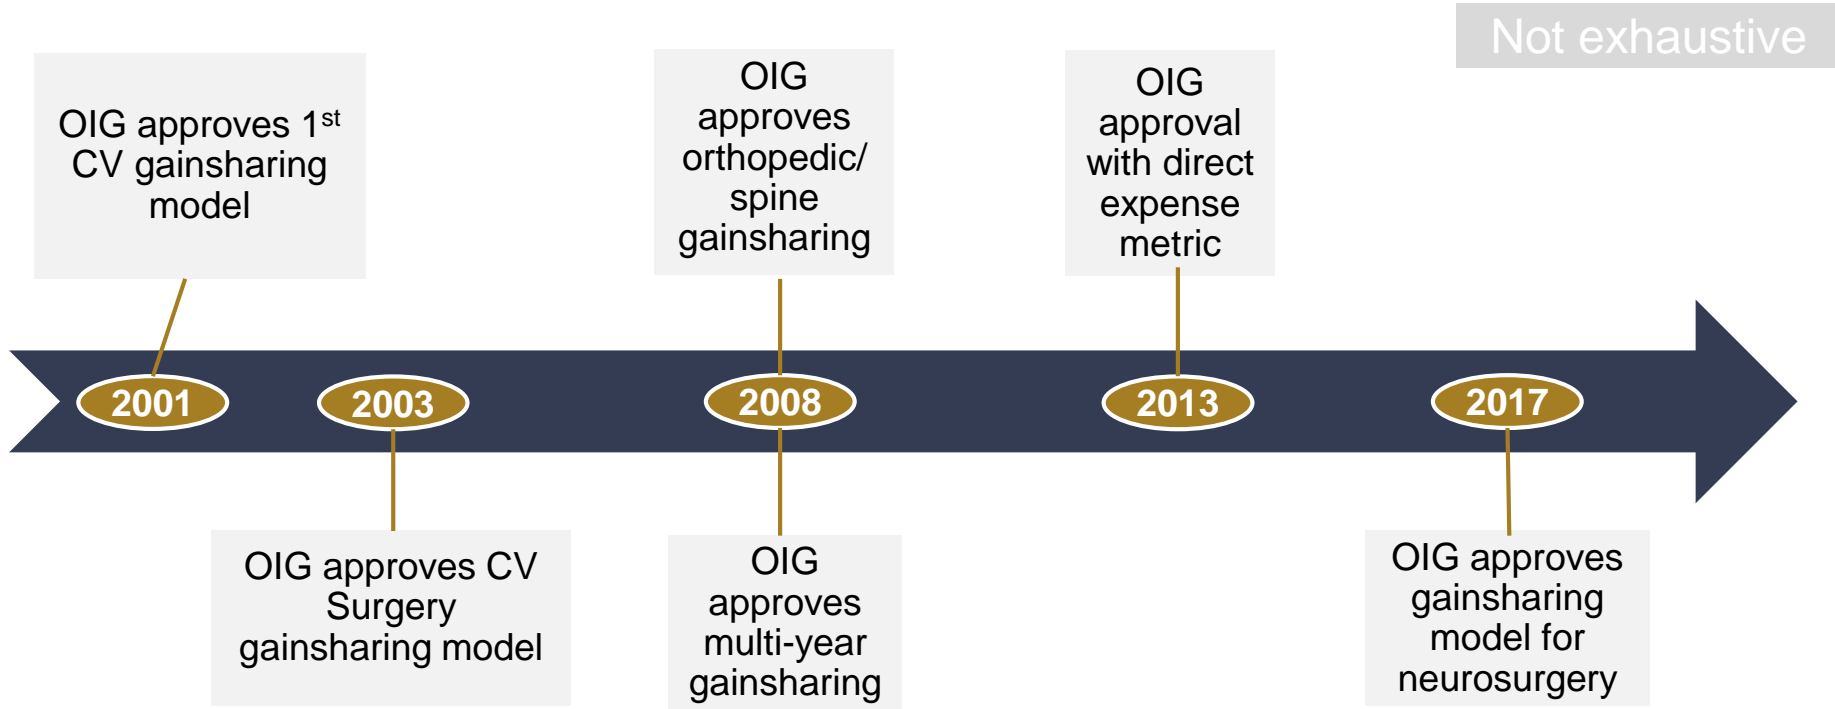 Not exhaustive
OIG approves 1st
CV gainsharing
model
OIG
approves
orthopedic/
spine
gainsharing
OIG
approval
with direct
expense
metric
2001
2003
2008
2013
2017
OIG approves CV
Surgery
gainsharing model
OIG
approves
multi-year
gainsharing
OIG approves
gainsharing
model for
neurosurgery